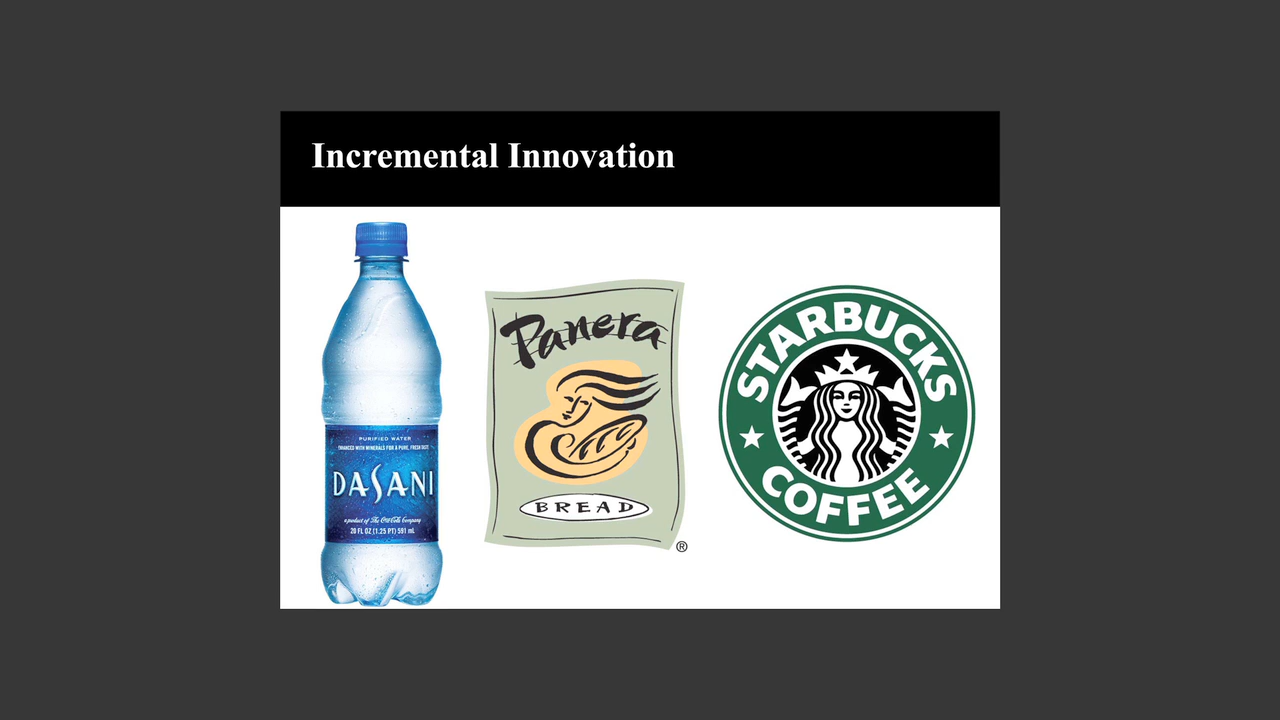 Incremental Innovation
PURIFIED WATER
ENHANCED WITH MINERALS FOR A PURE, FRESH TASTE
DASANI
a product of The Coca-Cola Company
20 FL OZ (1.25 PT) 591 mL
Panera
BREAD
®
STARBUCKS
COFFEE